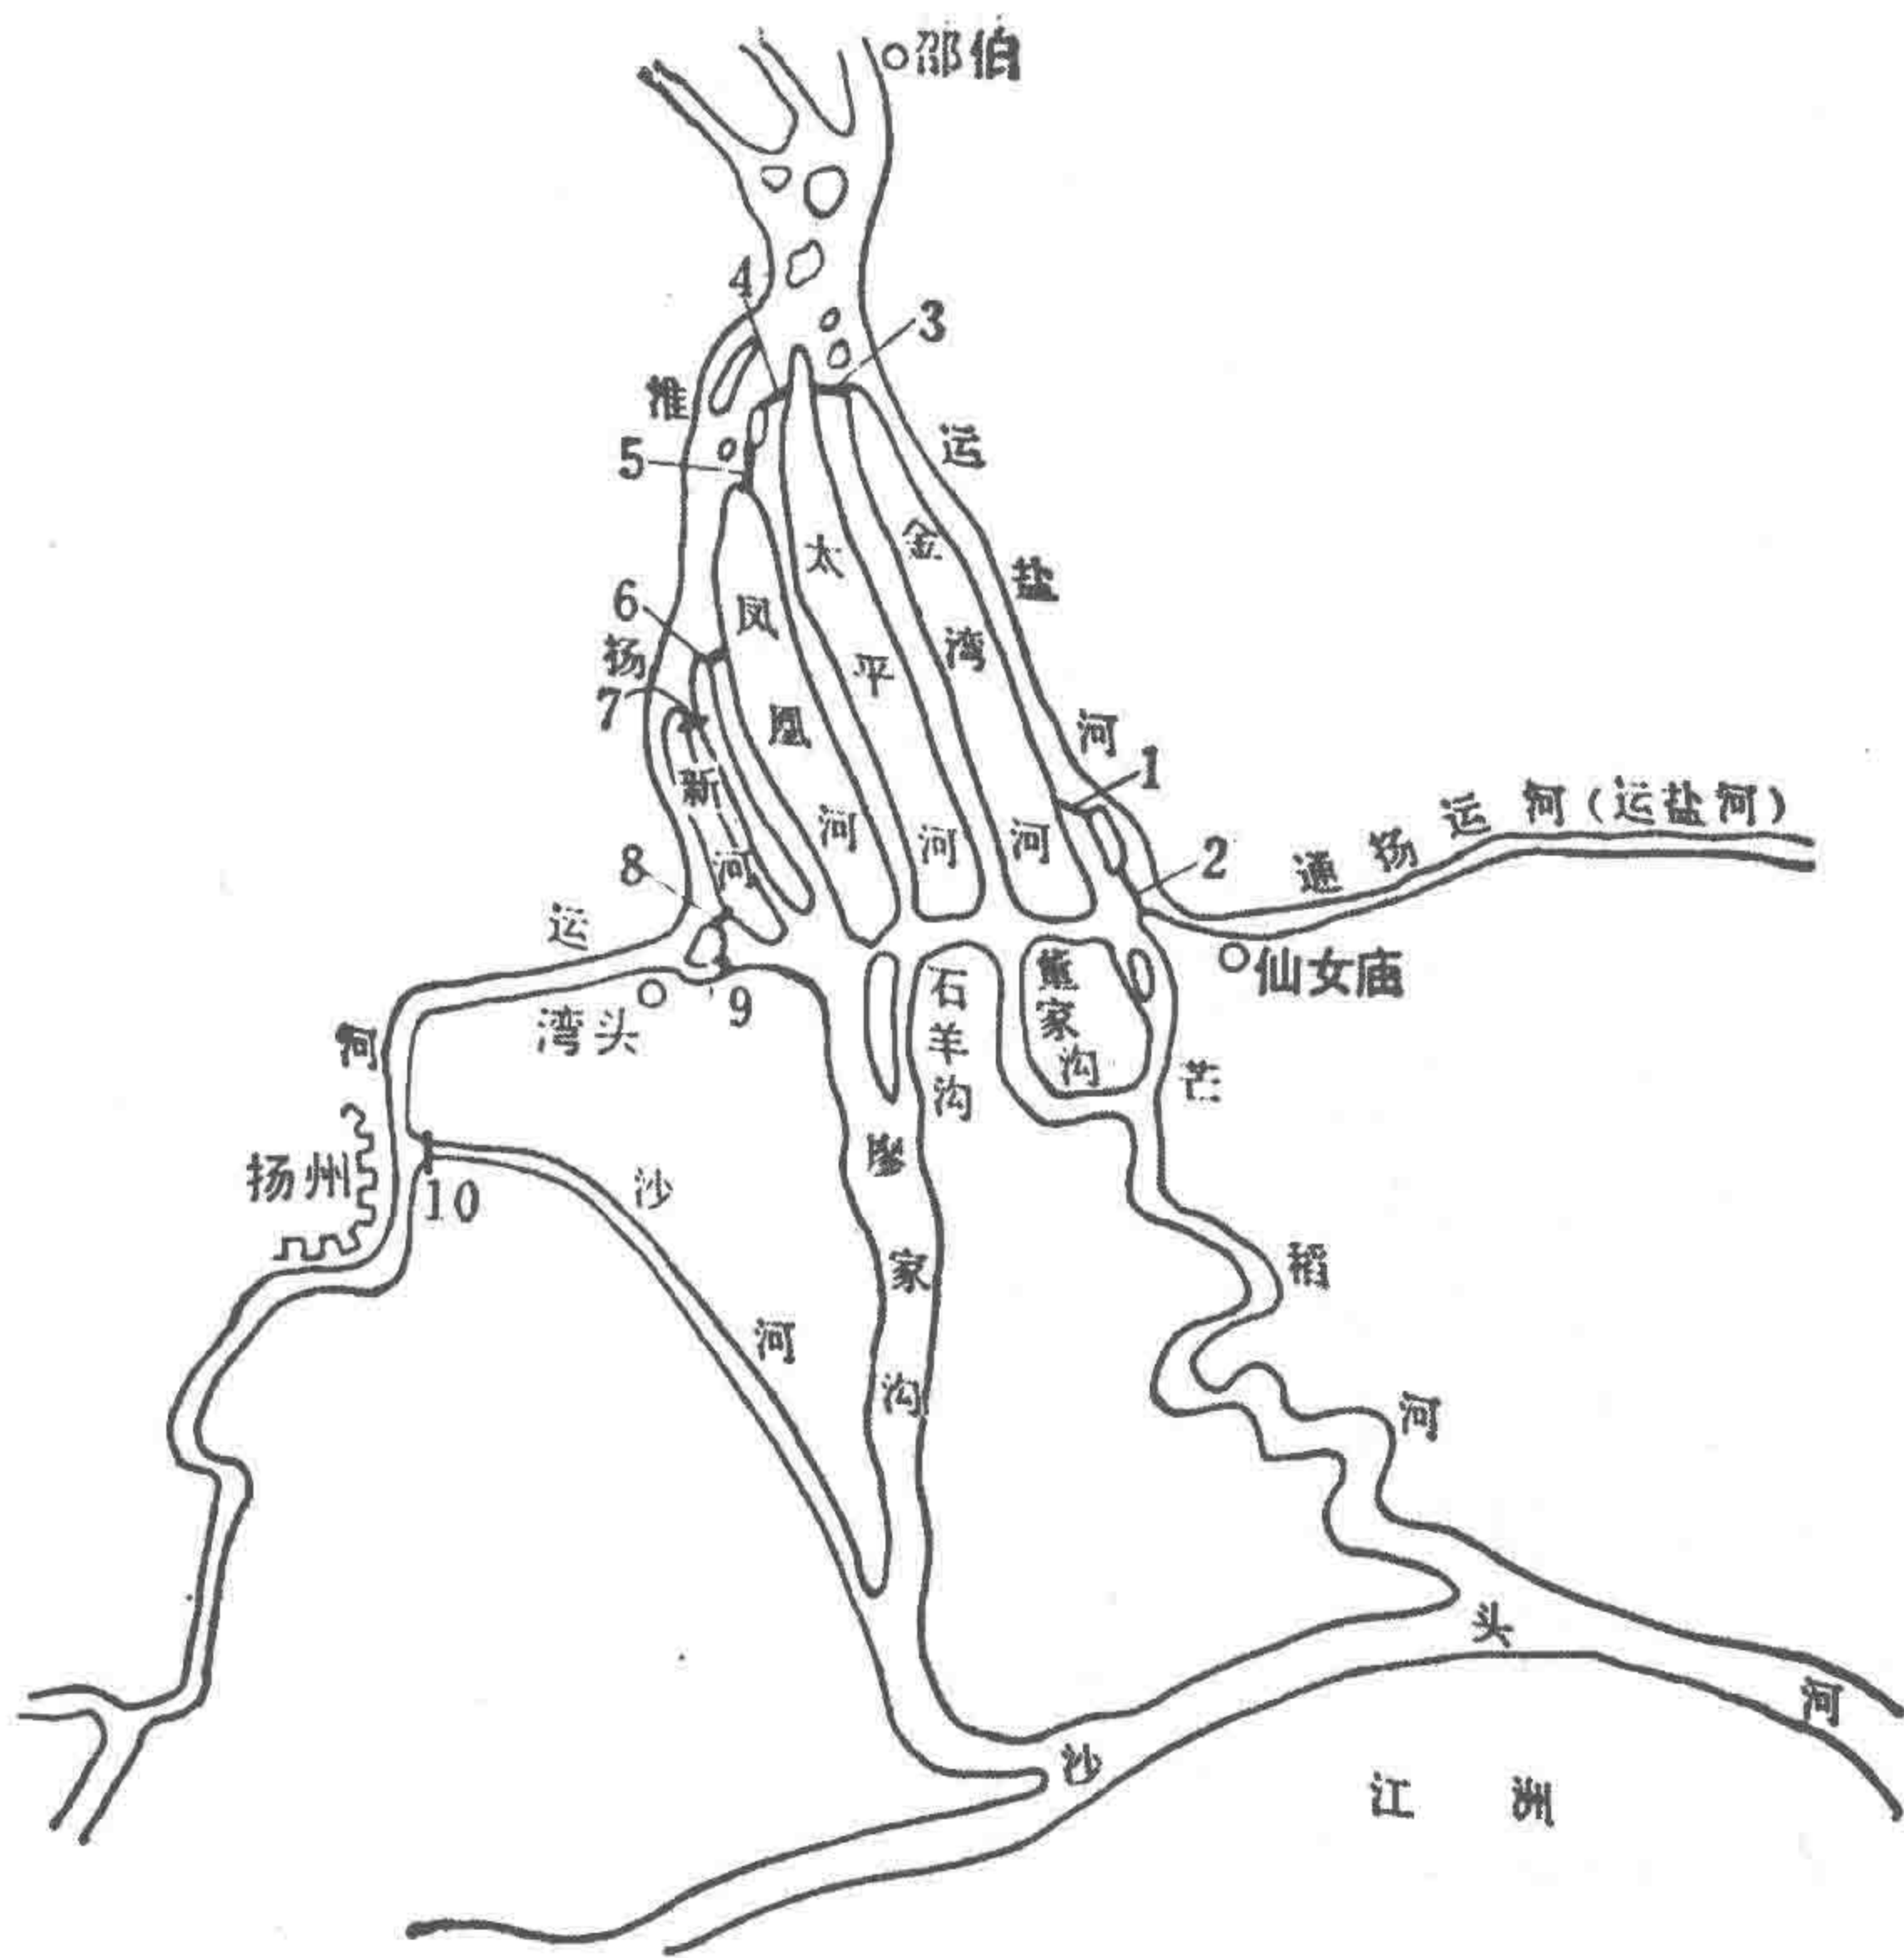 邵伯
4
3
淮
5
运
太平河
金湾河
盐
凤凰河
6
扬
7
河
1
新河
运河(运盐河)
通扬
8
2
运
仙女庙
石羊沟
董家沟
9
湾头
河
芒
扬州
10
沙
廖家沟
稻
河
河
头
河
沙
江洲